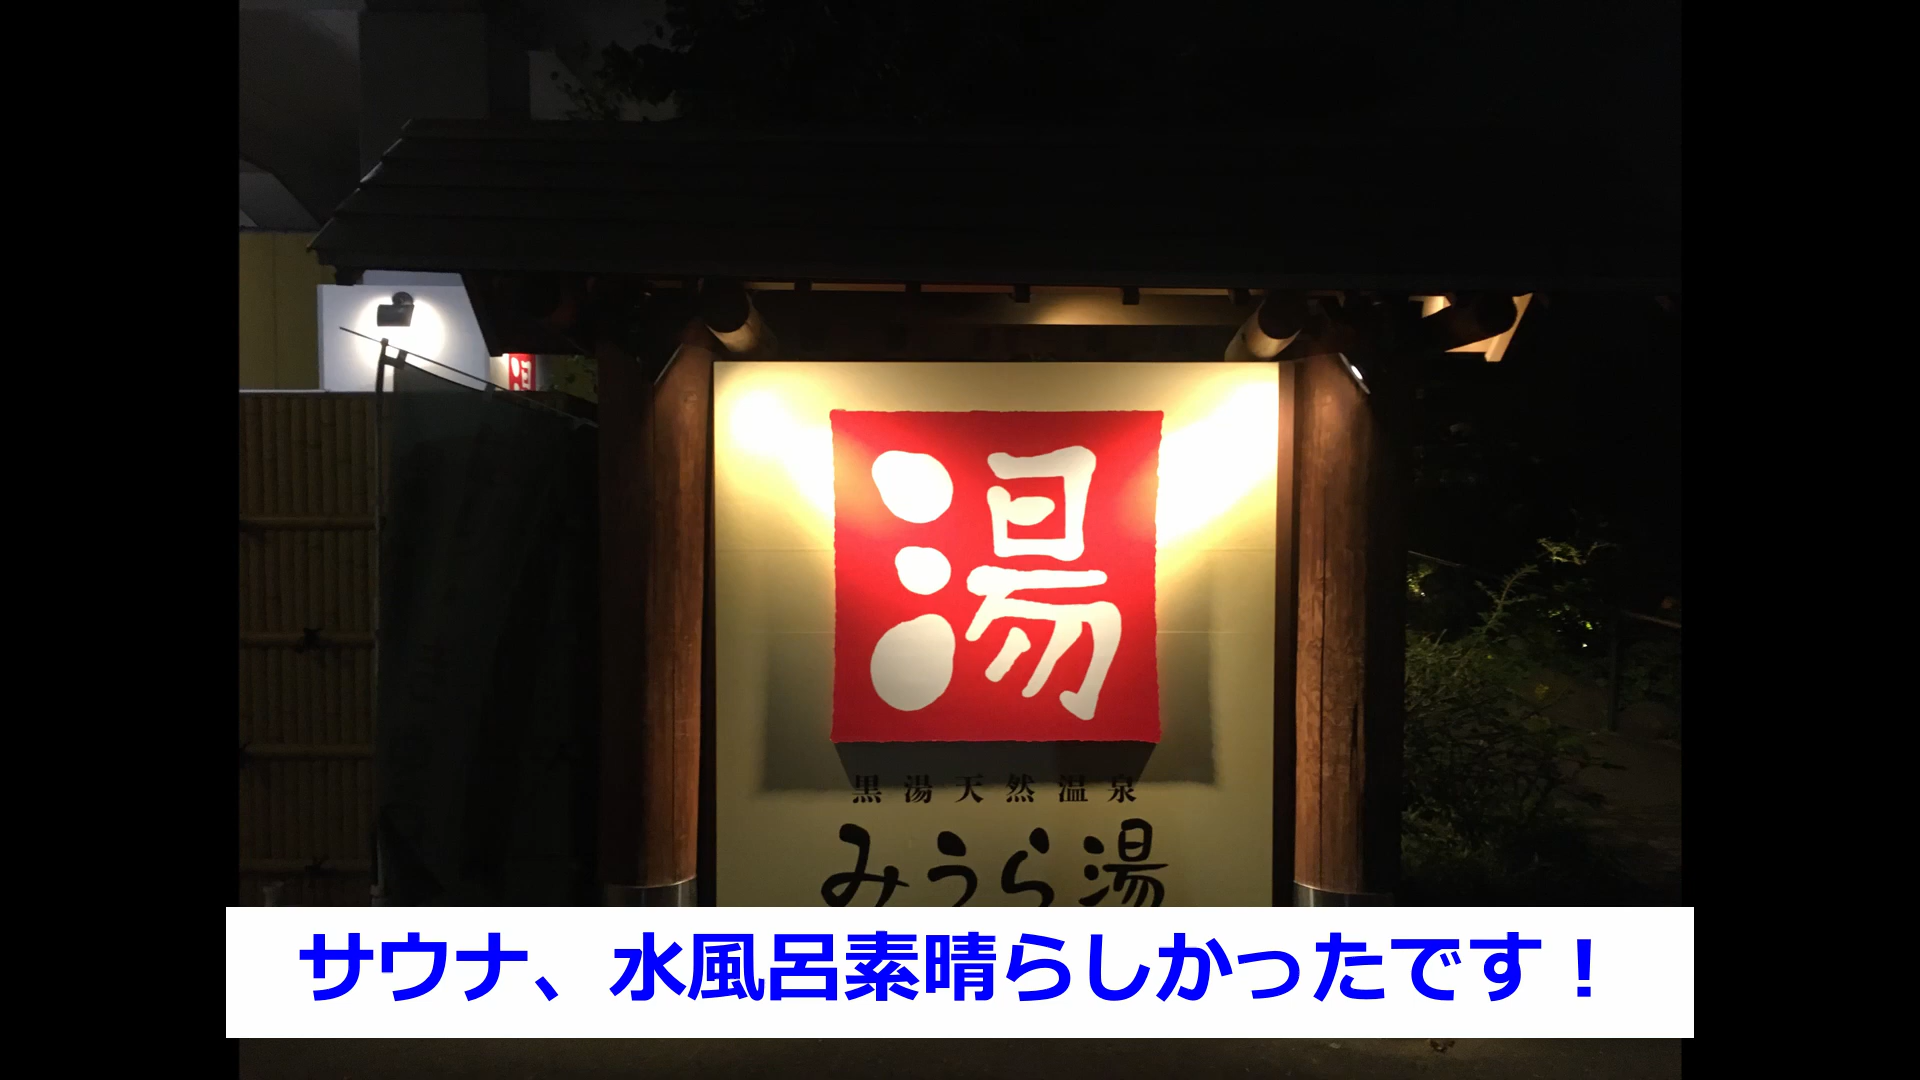 湯
黒湯天然温泉
みうら湯
サウナ、水風呂素晴らしかったです！